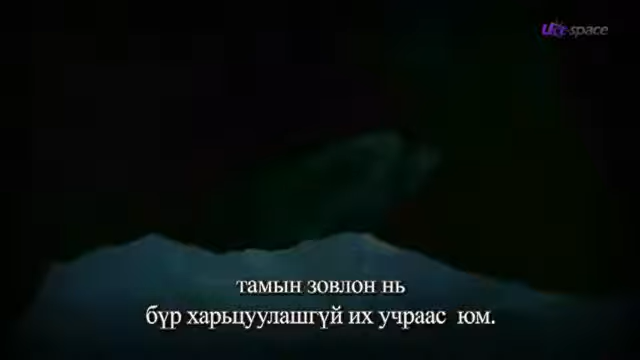 тамын зовлон нь
бүр харьцуулашгүй их учраас юм.